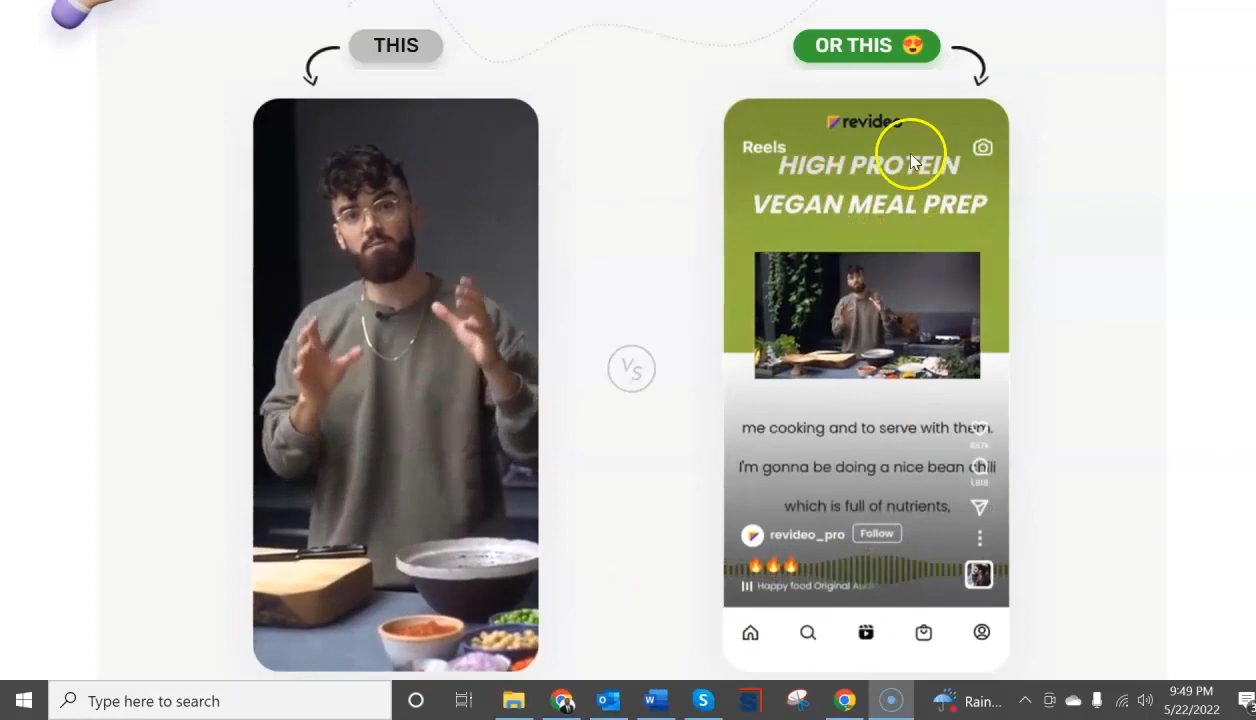 THIS
OR THIS 😍
VS
revideo
Reels
HIGH PROTEIN
VEGAN MEAL PREP
me cooking and to serve with them.
I'm gonna be doing a nice bean chili
which is full of nutrients,
1,818
revideo_pro
Follow
🔥🔥🔥
Happy food Original
Type here to search
Rain...
9:49 PM
5/22/2022